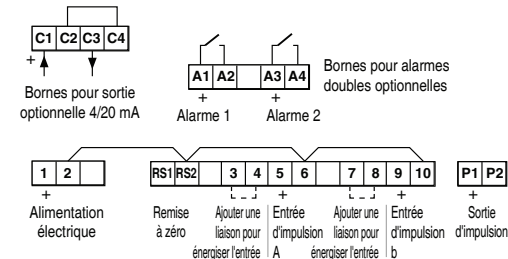 C1 C2 C3 C4
+
Bornes pour sortie
optionnelle 4/20 mA
A1 A2 A3 A4
+ +
Alarme 1 Alarme 2
Bornes pour alarmes
doubles optionnelles
1 2 RS1 RS2 3 4 5 6 7 8 9 10 P1 P2
+ + + +
Alimentation
électrique
Remise
à zéro
Ajouter une
liaison pour
énergiser l'entrée
Entrée
d'impulsion
A
Ajouter une
liaison pour
énergiser l'entrée
Entrée
d'impulsion
b
Sortie
d'impulsion